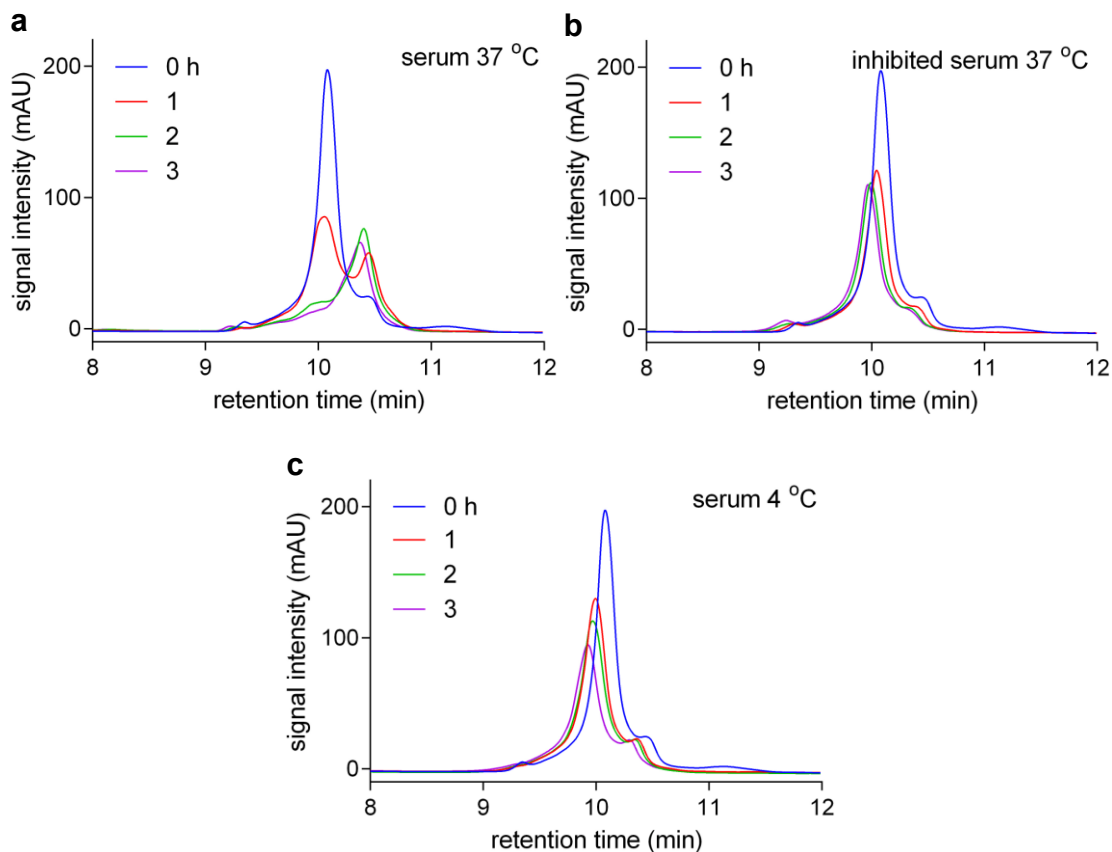 a
serum 37 °C
0 h
1
2
3
200
100
0
signal intensity (mAU)
8 9 10 11 12
retention time (min)
b
inhibited serum 37 °C
0 h
1
2
3
200
100
0
signal intensity (mAU)
8 9 10 11 12
retention time (min)
c
serum 4 °C
0 h
1
2
3
200
100
0
signal intensity (mAU)
8 9 10 11 12
retention time (min)